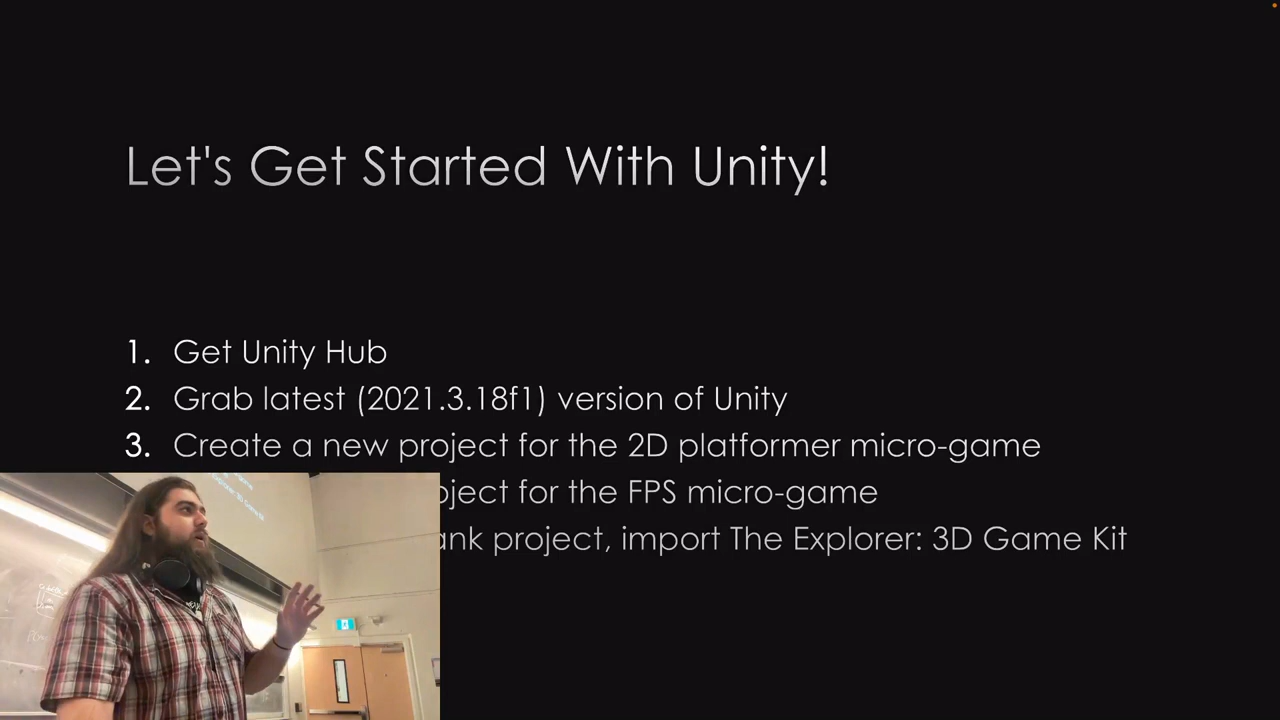 Let's Get Started With Unity!
1. Get Unity Hub
2. Grab latest (2021.3.18f1) version of Unity
3. Create a new project for the 2D platformer micro-game
oject for the FPS micro-game
ank project, import The Explorer: 3D Game Kit